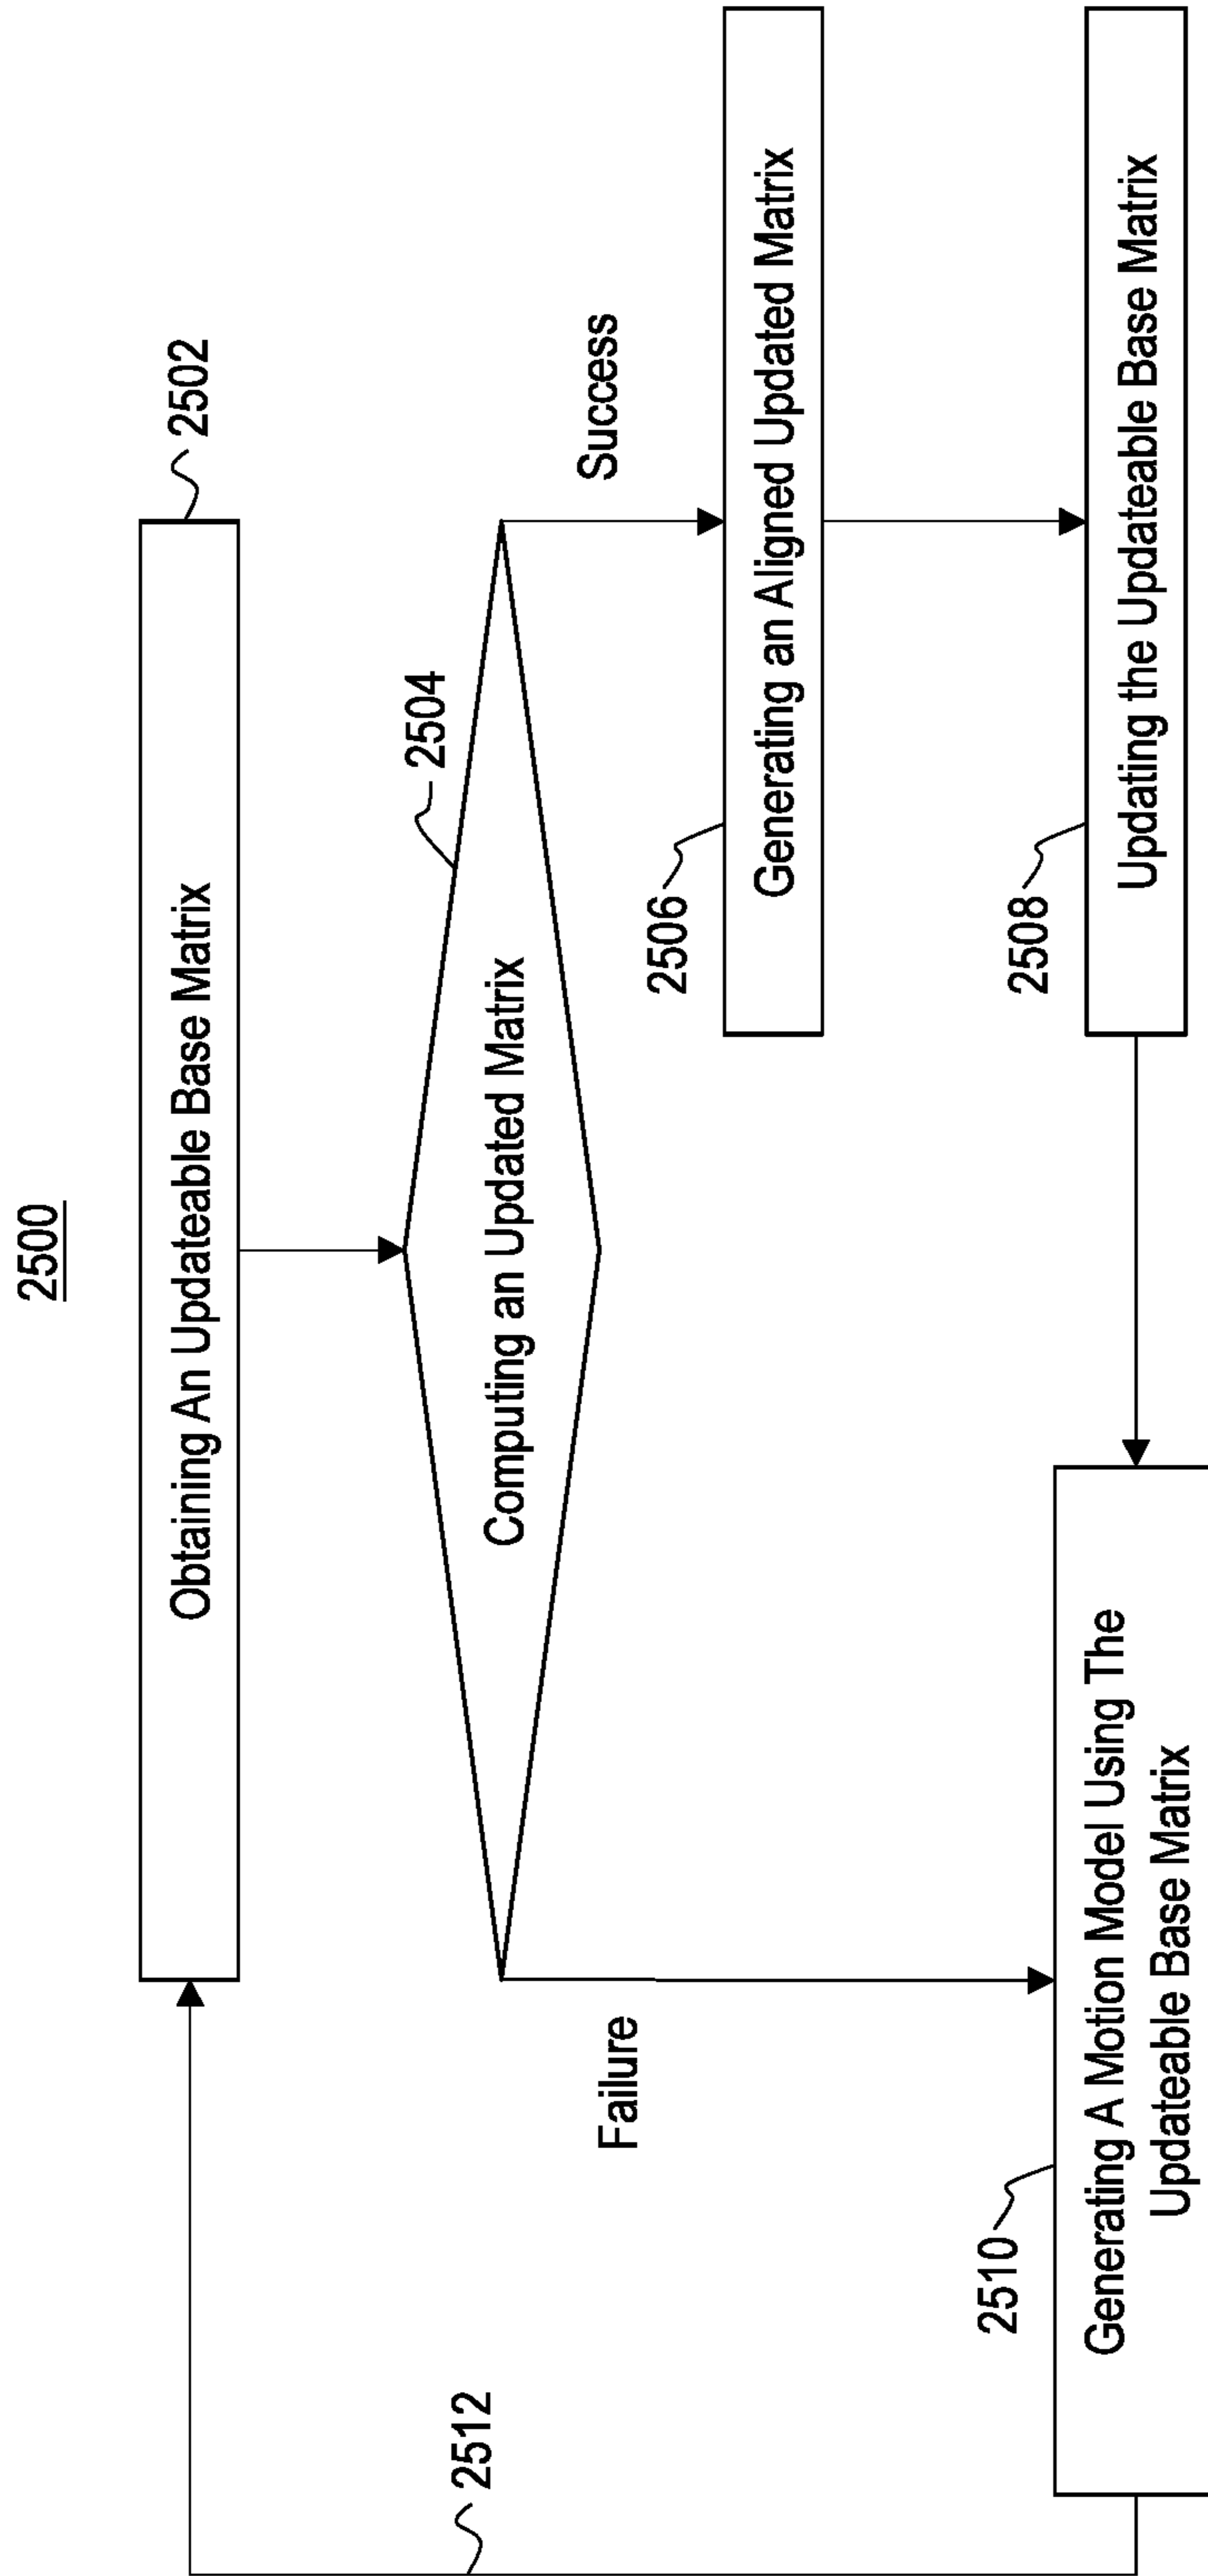 2500
Obtaining An Updateable Base Matrix
2502
Computing an Updated Matrix
2504
Success
Failure
2506
Generating an Aligned Updated Matrix
2508
Updating the Updateable Base Matrix
2510
Generating A Motion Model Using The
Updateable Base Matrix
2512